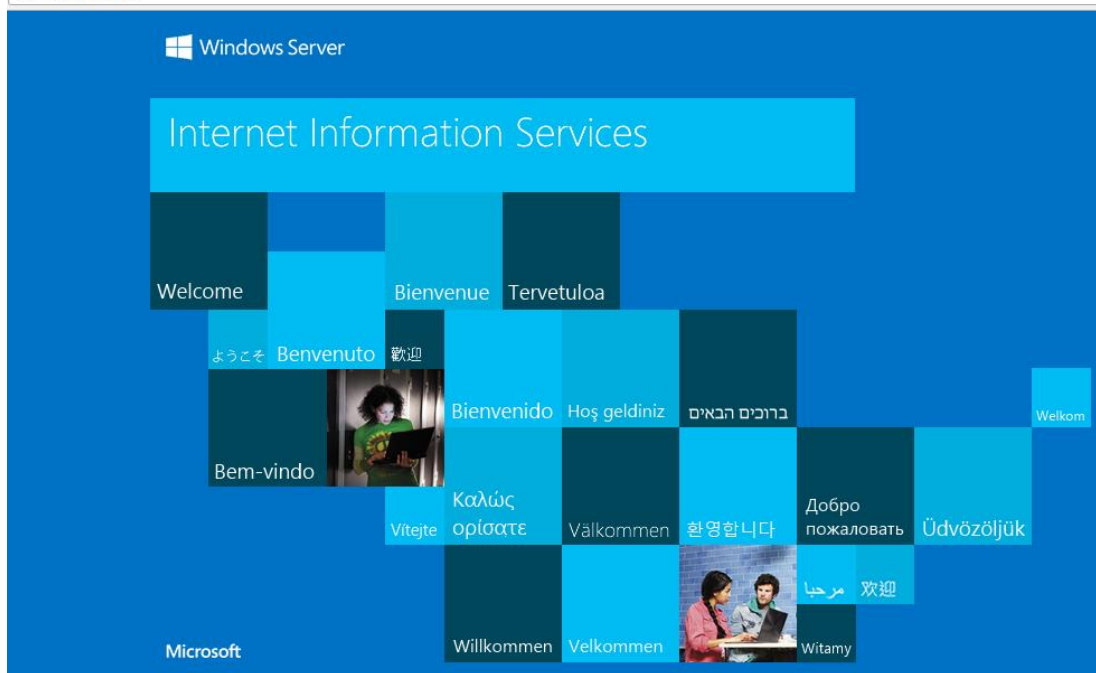 Windows Server
Internet Information Services
Welcome
Bienvenue
Tervetuloa
ようこそ
Benvenuto
歡迎
Bienvenido
Hoş geldiniz
ברוכים הבאים
Welkom
Bem-vindo
Vítejte
Καλώς
ορίσατε
Välkommen
환영합니다
Добро
пожаловать
Üdvözöljük
مرحبا
欢迎
Willkommen
Velkommen
Witamy
Microsoft